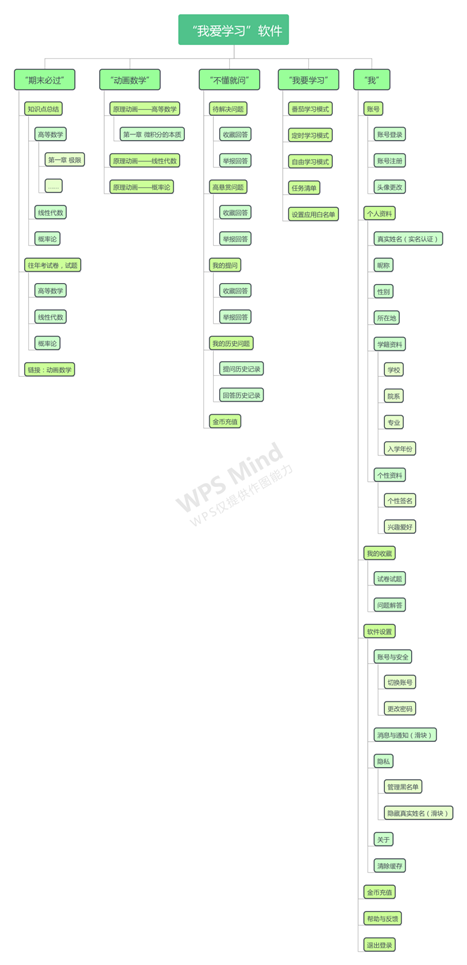 “我爱学习”软件
“期末必过”
知识点总结
高等数学
第一章 极限
......
线性代数
概率论
往年考试卷，试题
高等数学
线性代数
概率论
链接：动画数学
“动画数学”
原理动画——高等数学
第一章 微积分的本质
原理动画——线性代数
原理动画——概率论
“不懂就问”
待解决问题
收藏回答
举报回答
高悬赏问题
收藏回答
举报回答
我的提问
收藏回答
举报回答
我的历史问题
提问历史记录
回答历史记录
金币充值
“我要学习”
番茄学习模式
定时学习模式
自由学习模式
任务清单
设置应用白名单
“我”
账号
账号登录
账号注册
头像更改
个人资料
真实姓名（实名认证）
昵称
性别
所在地
学籍资料
学校
院系
专业
入学年份
个性资料
个性签名
兴趣爱好
我的收藏
试卷试题
问题解答
软件设置
账号与安全
切换账号
更改密码
消息与通知（滑块）
隐私
管理黑名单
隐藏真实姓名（滑块）
关于
清除缓存
金币充值
帮助与反馈
退出登录
WPS Mind
WPS仅提供作图能力